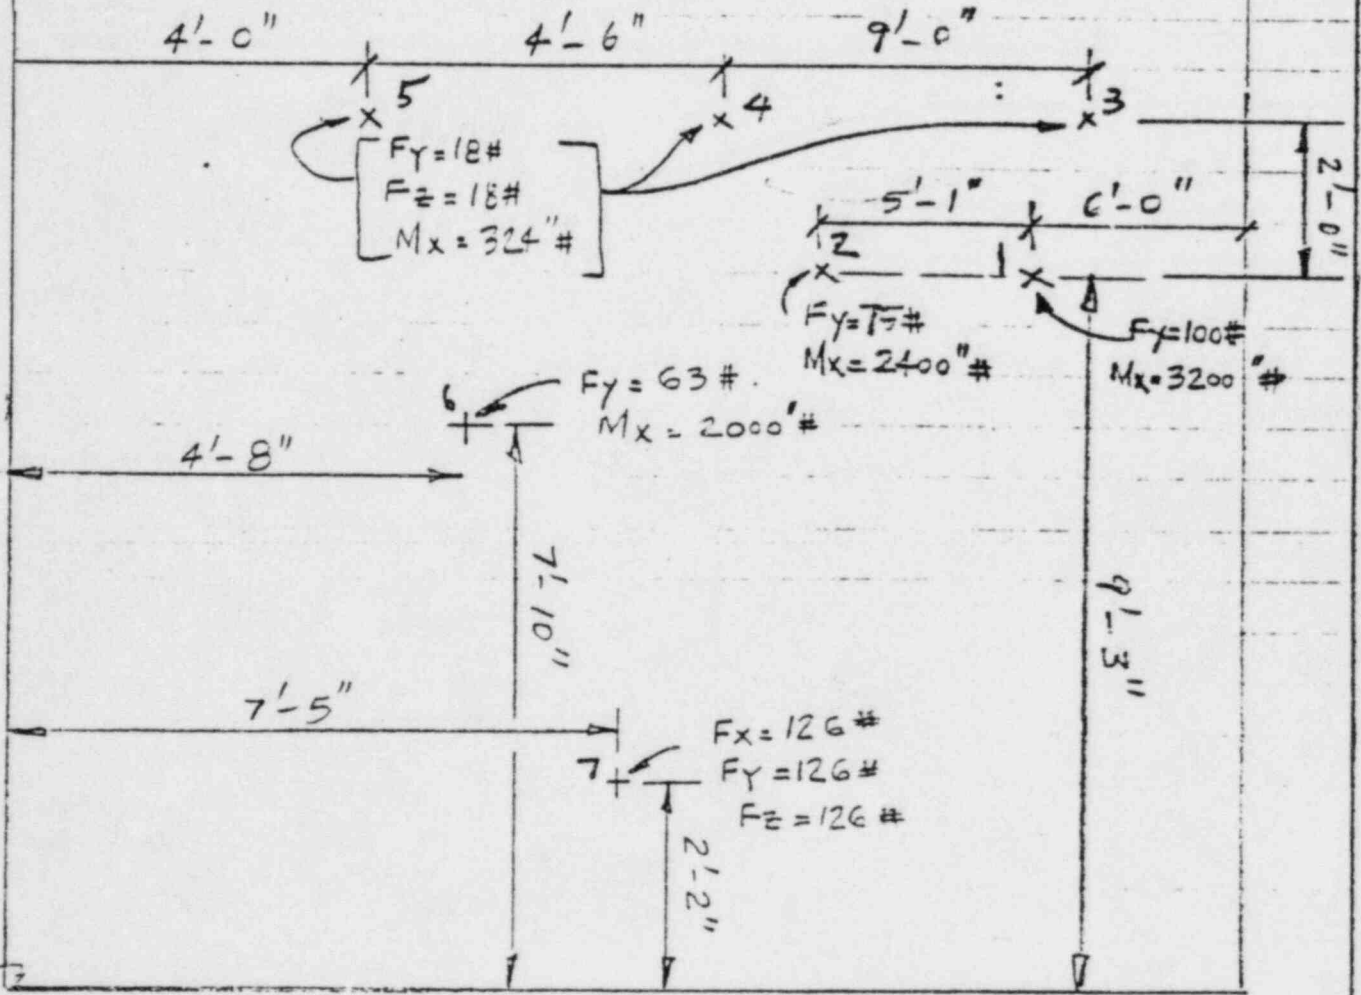 4'-0" 4'-6" 9'-0"
5 4 3
Fy=18#
Fz=18#
Mx=324"#
2'-0"
5'-1" 6'-0"
2 1
Fy=100#
Mx=2400"# Mx=3200"#
6 Fy=63#.
Mx=2000"#
4'-8"
7'-10"
9'-3"
7'-5"
7
Fx=126#
Fy=126#
Fz=126#
2'-2"